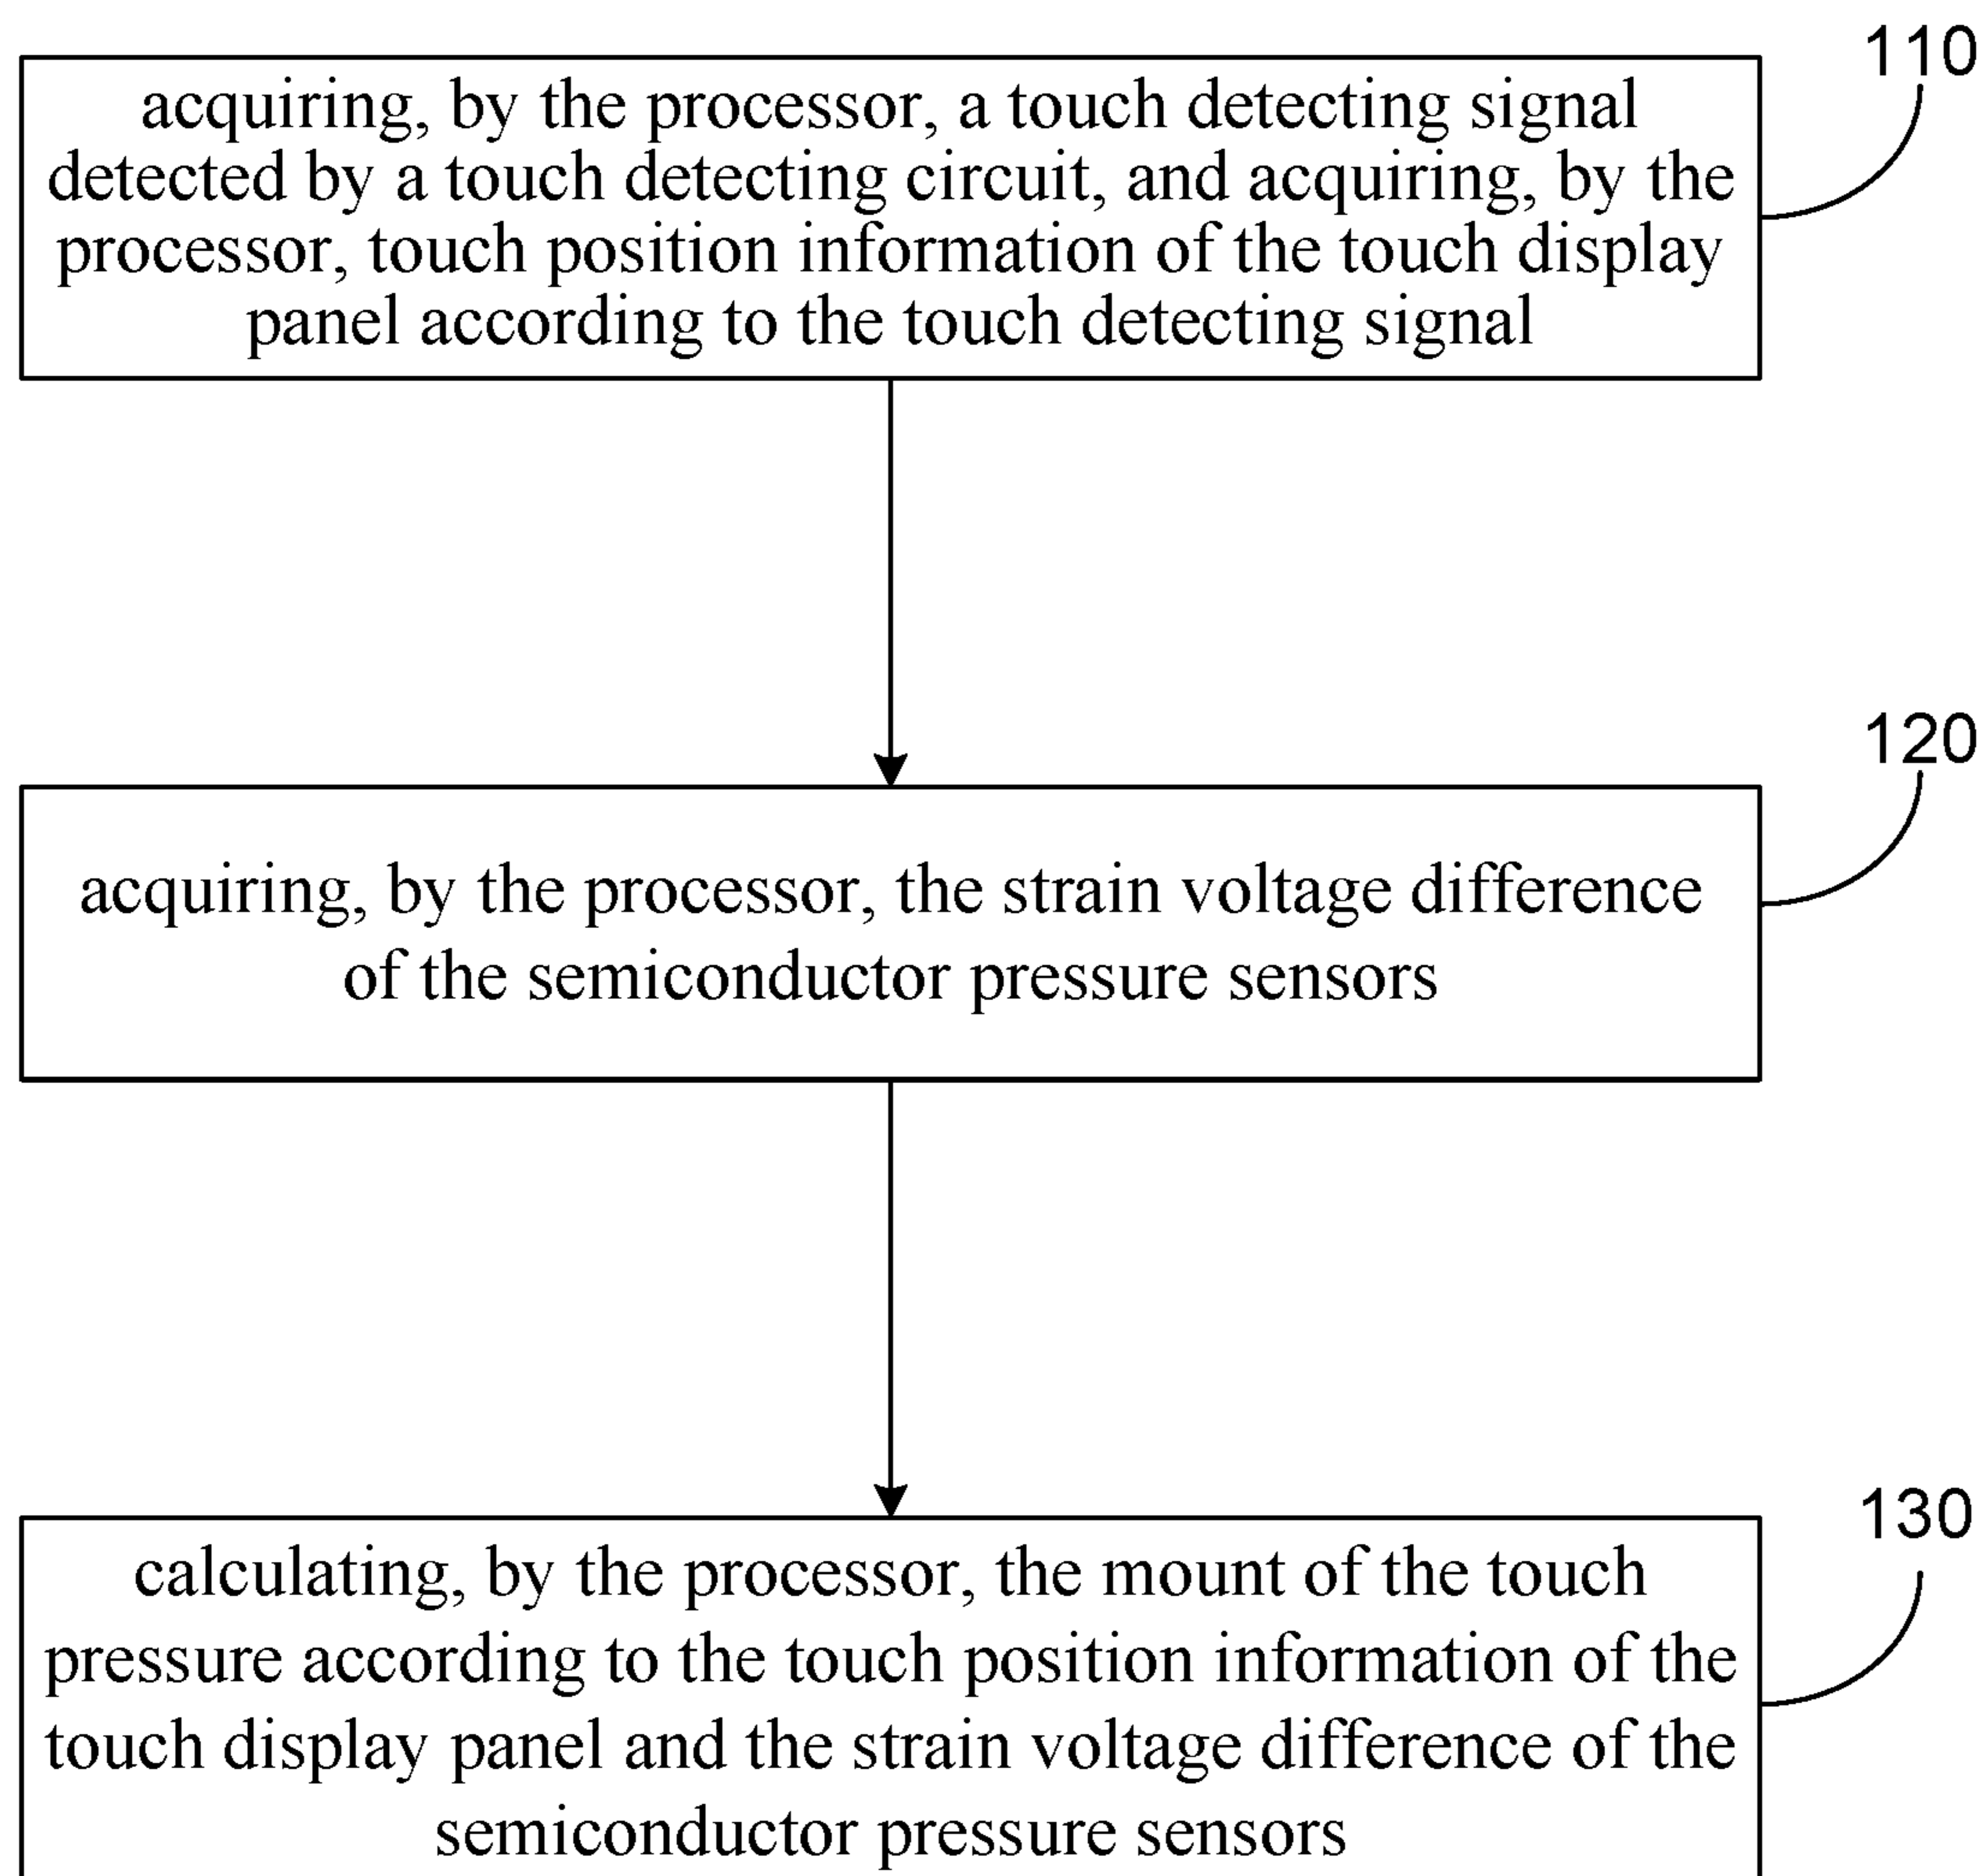 110
acquiring, by the processor, a touch detecting signal
detected by a touch detecting circuit, and acquiring, by the
processor, touch position information of the touch display
panel according to the touch detecting signal
120
acquiring, by the processor, the strain voltage difference
of the semiconductor pressure sensors
130
calculating, by the processor, the mount of the touch
pressure according to the touch position information of the
touch display panel and the strain voltage difference of the
semiconductor pressure sensors